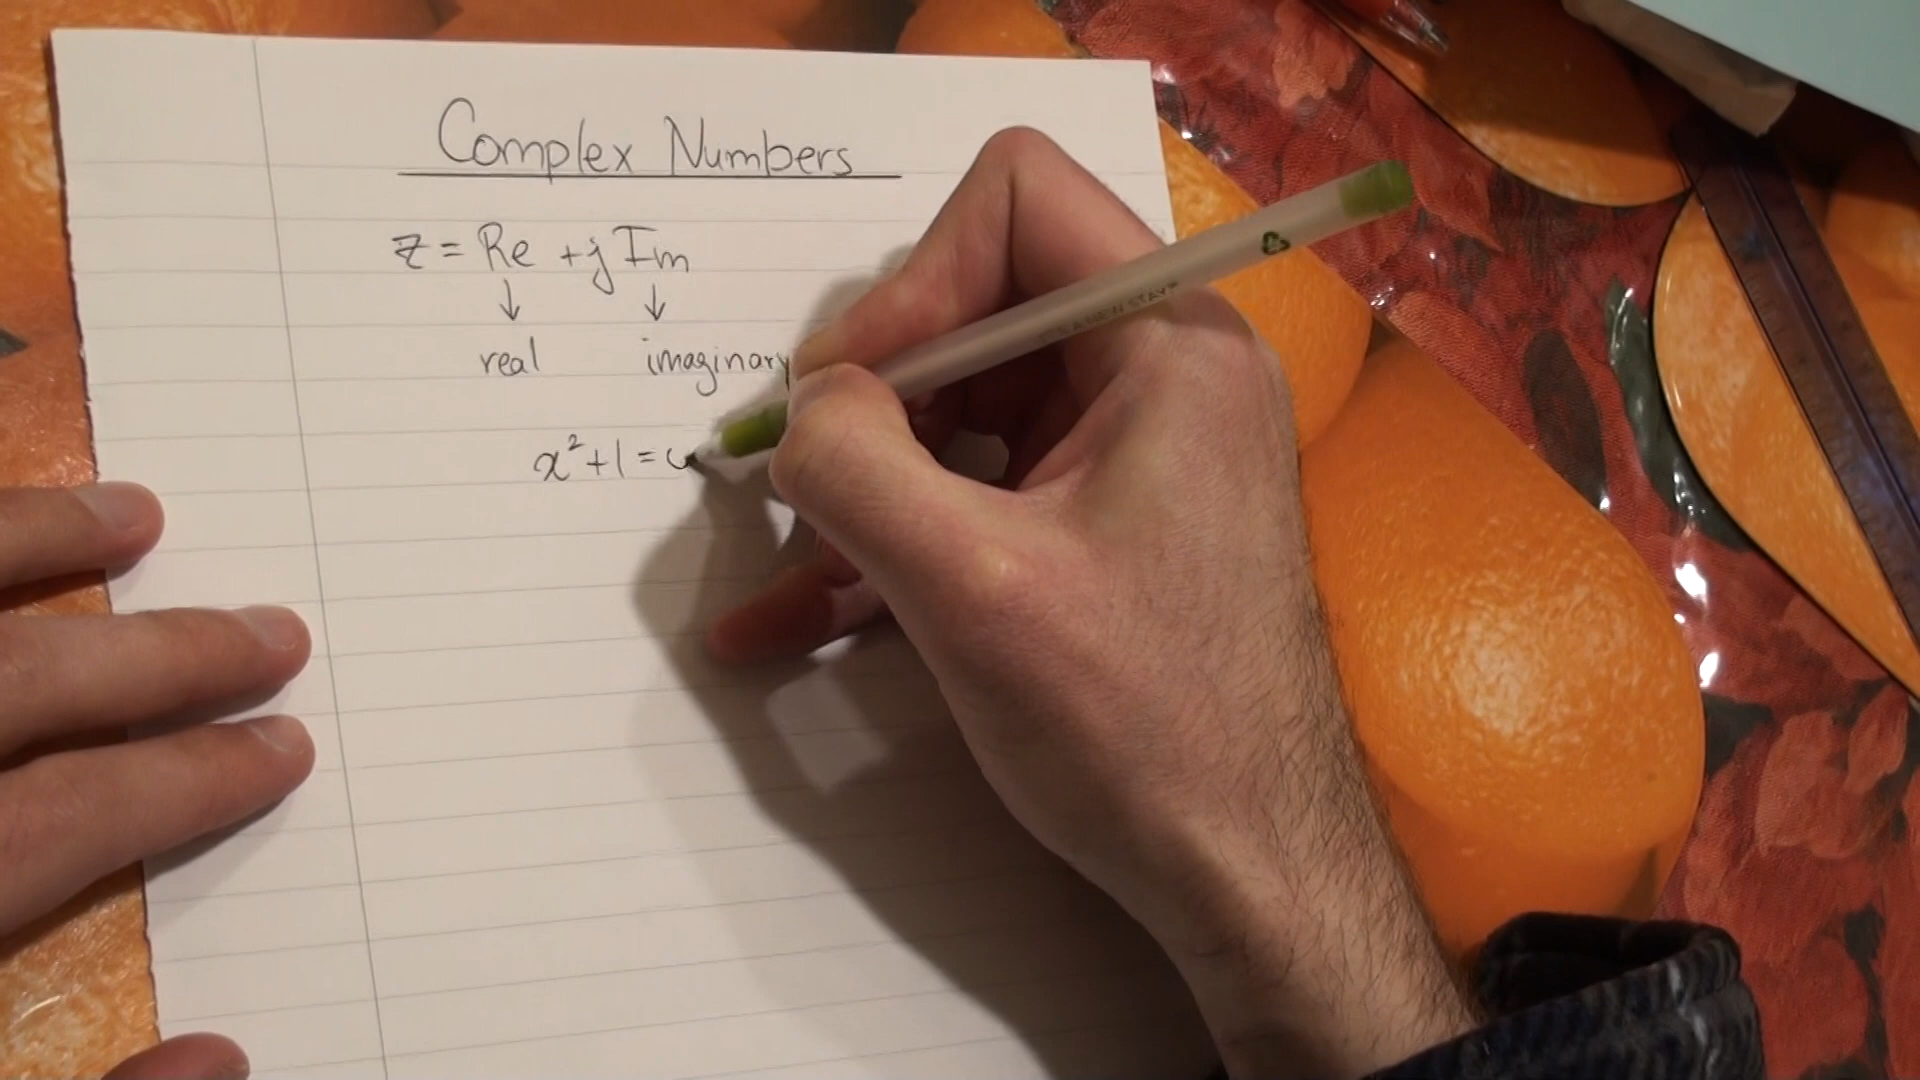 Complex Numbers
z = Re + j Im
↓ ↓
real imaginary
x² + 1 =